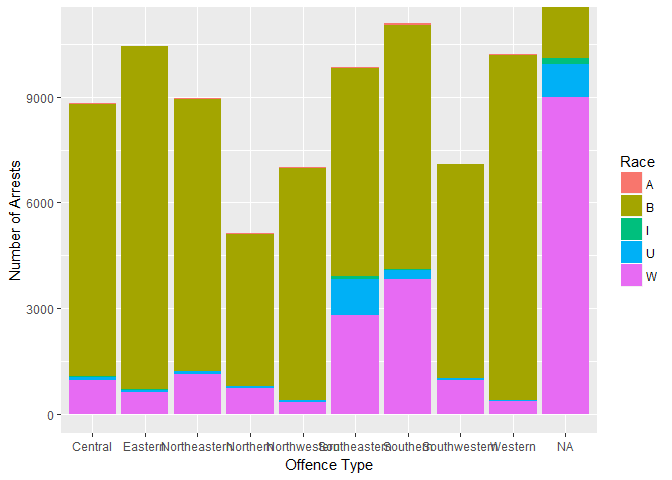 Number of Arrests
9000
6000
3000
0
Central Eastern Northeastern Northern Northwestern Southeastern Southern Southwestern Western NA
Offence Type
Race
A
B
I
U
W